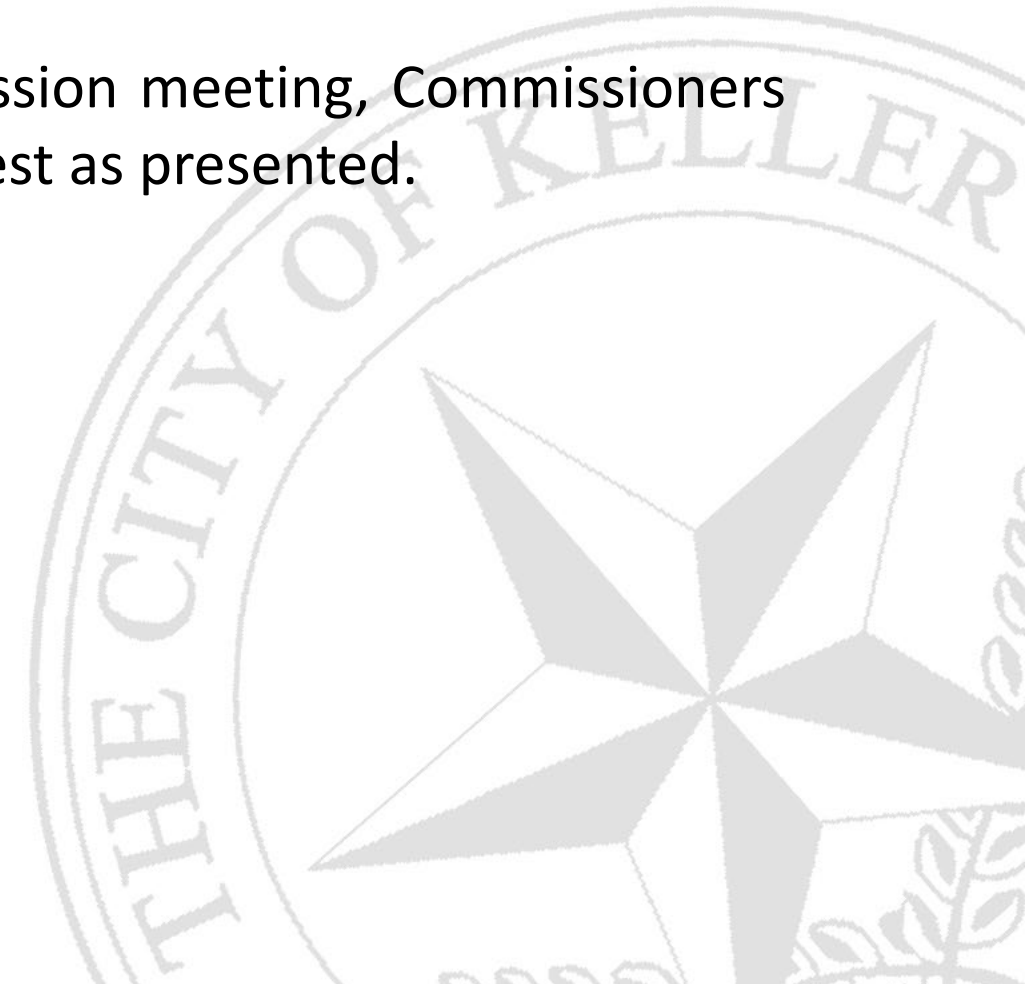 ssion meeting, Commissioners
est as presented.
THE CITY OF KELLER